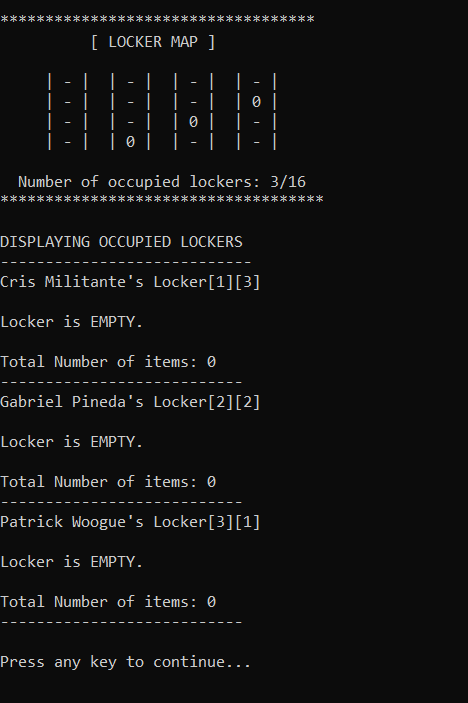 ***********************************
[ LOCKER MAP ]
| - | | - | | - | | - |
| - | | - | | - | | 0 |
| - | | - | | 0 | | - |
| - | | 0 | | - | | - |
Number of occupied lockers: 3/16
************************************
DISPLAYING OCCUPIED LOCKERS
----------------------------
Cris Militante's Locker[1][3]
Locker is EMPTY.
Total Number of items: 0
---------------------------
Gabriel Pineda's Locker[2][2]
Locker is EMPTY.
Total Number of items: 0
---------------------------
Patrick Woogue's Locker[3][1]
Locker is EMPTY.
Total Number of items: 0
---------------------------
Press any key to continue...